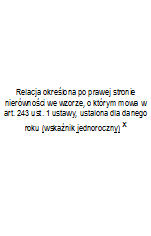 Relacja określona po prawej stronie
nierówności we wzorze, o którym mowa w
art. 243 ust. 1 ustawy, ustalona dla danego
roku (wskaźnik jednoroczny) x